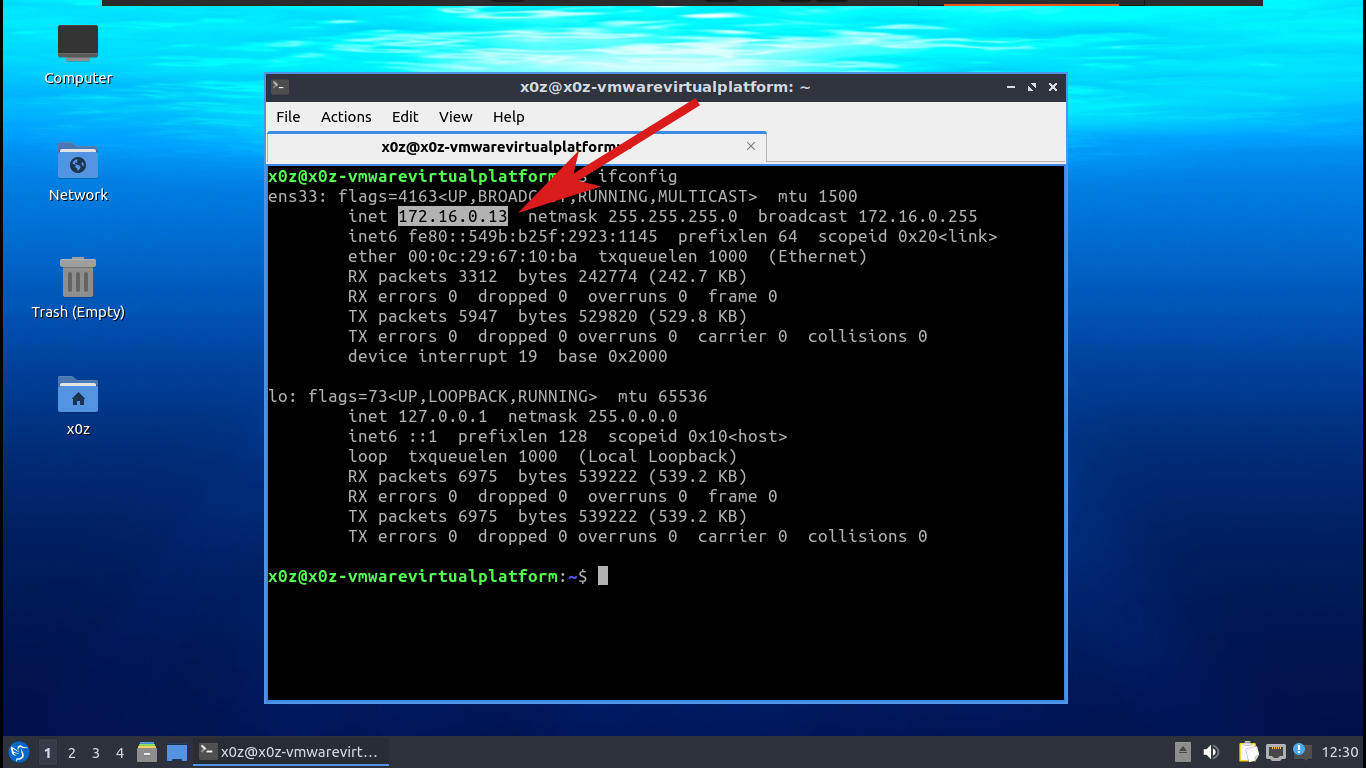 Computer
Network
Trash (Empty)
x0z
x0z@x0z-vmwarevirtualplatform: ~
File Actions Edit View Help
x0z@x0z-vmwarevirtualplatform:
x0z@x0z-vmwarevirtualplatform $ ifconfig
ens33: flags=4163<UP,BROADCAST,RUNNING,MULTICAST>  mtu 1500
        inet 172.16.0.13  netmask 255.255.255.0  broadcast 172.16.0.255
        inet6 fe80::549b:b25f:2923:1145  prefixlen 64  scopeid 0x20<link>
        ether 00:0c:29:67:10:ba  txqueuelen 1000  (Ethernet)
        RX packets 3312  bytes 242774 (242.7 KB)
        RX errors 0  dropped 0  overruns 0  frame 0
        TX packets 5947  bytes 529820 (529.8 KB)
        TX errors 0  dropped 0 overruns 0  carrier 0  collisions 0
        device interrupt 19  base 0x2000
lo: flags=73<UP,LOOPBACK,RUNNING>  mtu 65536
        inet 127.0.0.1  netmask 255.0.0.0
        inet6 ::1  prefixlen 128  scopeid 0x10<host>
        loop  txqueuelen 1000  (Local Loopback)
        RX packets 6975  bytes 539222 (539.2 KB)
        RX errors 0  dropped 0  overruns 0  frame 0
        TX packets 6975  bytes 539222 (539.2 KB)
        TX errors 0  dropped 0 overruns 0  carrier 0  collisions 0
x0z@x0z-vmwarevirtualplatform:~$
1 2 3 4 x0z@x0z-vmwarevirt... 12:30